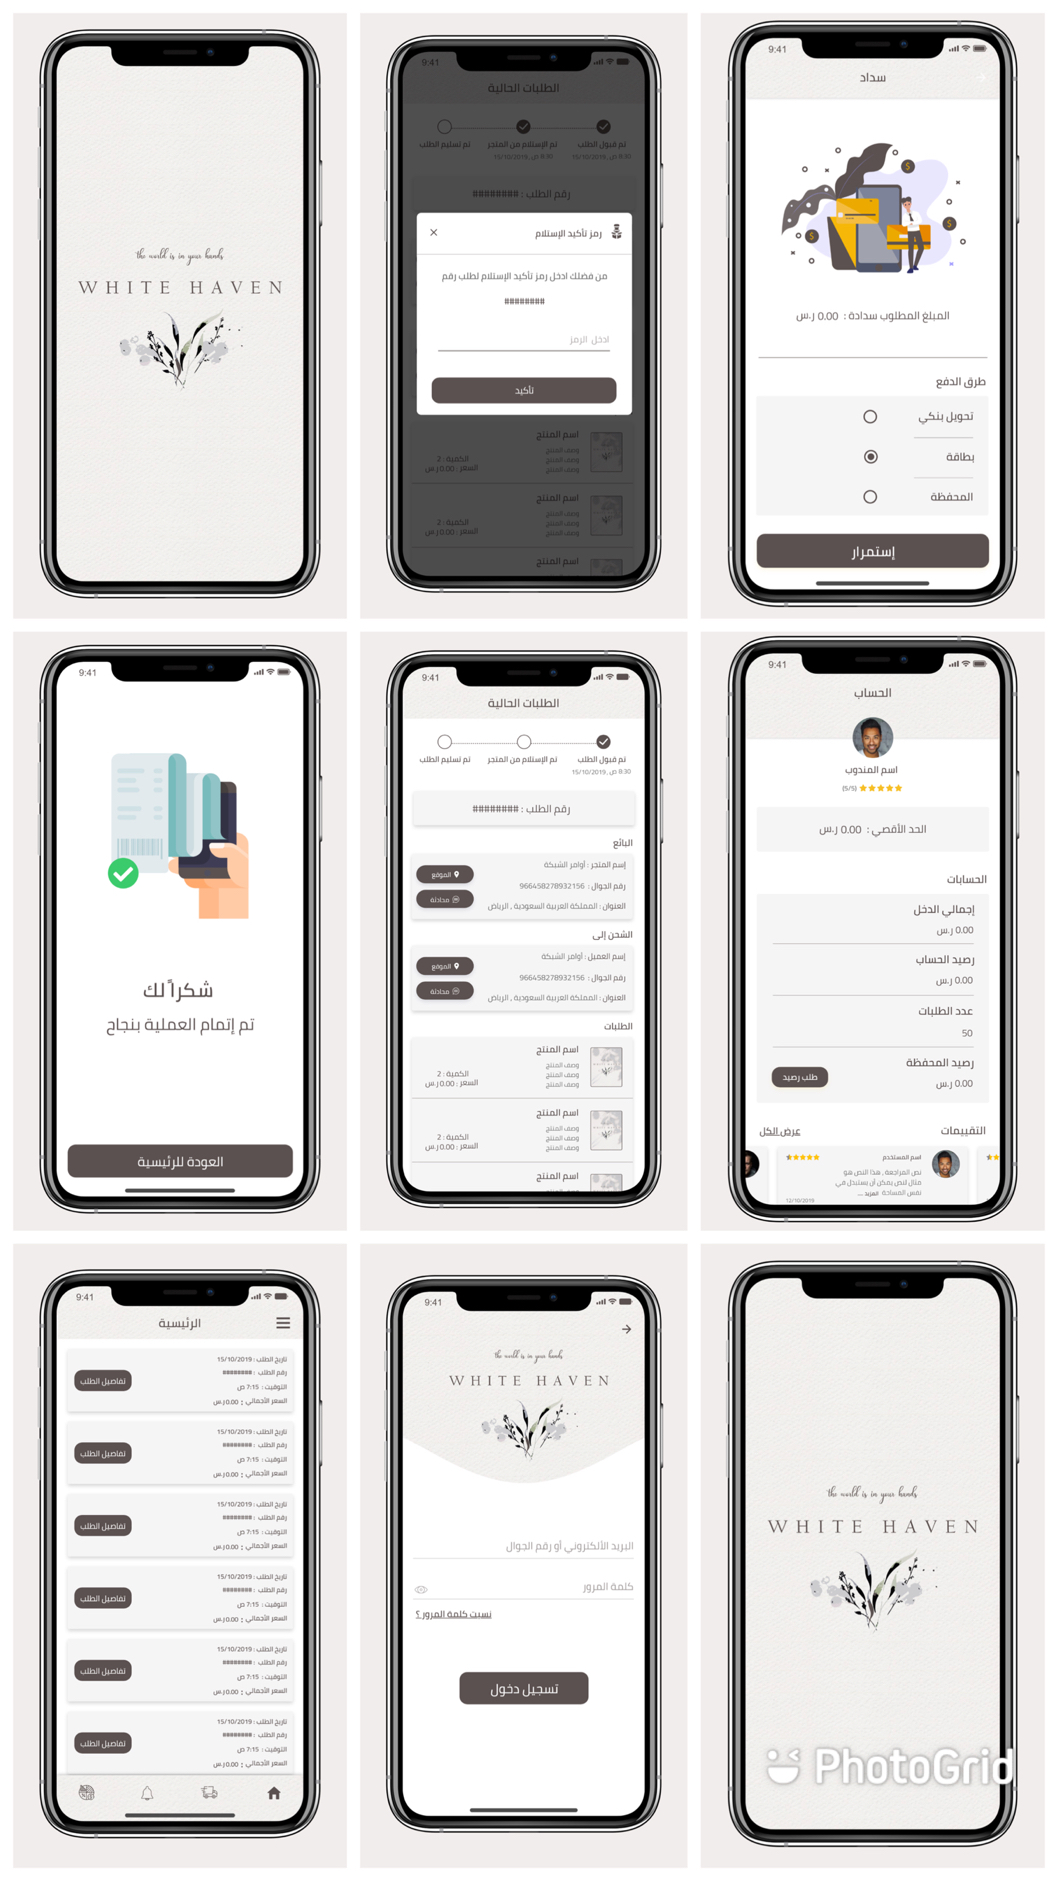 the world is in your hands
WHITE HAVEN
9:41
الطلبات الحالية
تم قبول الطلب
تم الإستلام من المتجر
تم تسليم الطلب
8:30 ص ,15/10/2019
8:30 ص ,10/10/2019
رقم الطلب : ########
رمز تأكيد الإستلام
من فضلك ادخل رمز تأكيد الإستلام لطلب رقم
########
ادخل الرمز
تأكيد
اسم المنتج
وصف المنتج
وصف المنتج
وصف المنتج
الكمية : 2
السعر : 0.00 ر.س
اسم المنتج
وصف المنتج
وصف المنتج
وصف المنتج
الكمية : 2
السعر : 0.00 ر.س
اسم المنتج
9:41
سداد
المبلغ المطلوب سدادة : 0.00 ر.س
طرق الدفع
تحويل بنكي
بطاقة
المحفظة
إستمرار
9:41
شكراً لك
تم إتمام العملية بنجاح
العودة للرئيسية
9:41
الطلبات الحالية
تم قبول الطلب
تم الإستلام من المتجر
تم تسليم الطلب
8:30 ص ,15/10/2019
رقم الطلب : ########
البائع
إسم المتجر : أوامر الشبكة
الموقع
رقم الجوال : 966458278932156
محادثة
العنوان : المملكة العربية السعودية , الرياض
الشحن إلى
إسم العميل : أوامر الشبكة
الموقع
رقم الجوال : 966458278932156
محادثة
العنوان : المملكة العربية السعودية , الرياض
الطلبات
اسم المنتج
وصف المنتج
وصف المنتج
وصف المنتج
الكمية : 2
السعر : 0.00 ر.س
اسم المنتج
وصف المنتج
وصف المنتج
وصف المنتج
الكمية : 2
السعر : 0.00 ر.س
اسم المنتج
9:41
الحساب
اسم المندوب
(5/5)
الحد الأقصي : 0.00 ر.س
الحسابات
إجمالي الدخل
0.00 ر.س
رصيد الحساب
0.00 ر.س
عدد الطلبات
50
رصيد المحفظة
0.00 ر.س
طلب رصيد
التقييمات
عرض الكل
اسم المستخدم
نص المراجعة , هذا النص هو
مثال لنص يمكن أن يستبدل في
نفس المساحة المزيد ...
12/10/2019
9:41
الرئيسية
تاريخ الطلب : 15/10/2019
رقم الطلب : ########
التوقيت : 7:15 ص
السعر الأجمالي : 0.00 ر.س
تفاصيل الطلب
تاريخ الطلب : 15/10/2019
رقم الطلب : ########
التوقيت : 7:15 ص
السعر الأجمالي : 0.00 ر.س
تفاصيل الطلب
تاريخ الطلب : 15/10/2019
رقم الطلب : ########
التوقيت : 7:15 ص
السعر الأجمالي : 0.00 ر.س
تفاصيل الطلب
تاريخ الطلب : 15/10/2019
رقم الطلب : ########
التوقيت : 7:15 ص
السعر الأجمالي : 0.00 ر.س
تفاصيل الطلب
تاريخ الطلب : 15/10/2019
رقم الطلب : ########
التوقيت : 7:15 ص
السعر الأجمالي : 0.00 ر.س
تفاصيل الطلب
تاريخ الطلب : 15/10/2019
رقم الطلب : ########
التوقيت : 7:15 ص
السعر الأجمالي : 0.00 ر.س
تفاصيل الطلب
9:41
the world is in your hands
WHITE HAVEN
البريد الألكتروني أو رقم الجوال
كلمة المرور
نسيت كلمة المرور ؟
تسجيل دخول
the world is in your hands
WHITE HAVEN
PhotoGrid